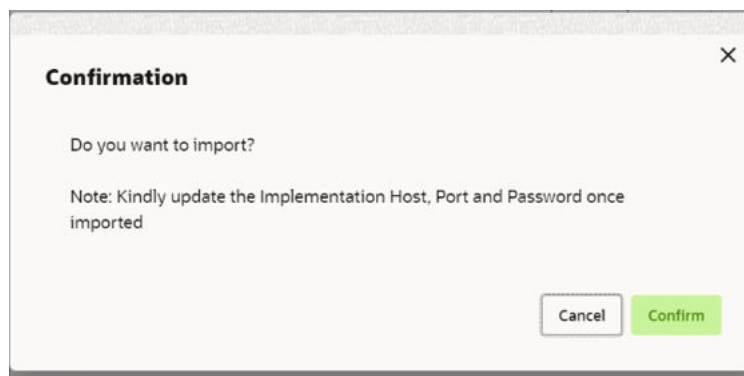 Confirmation
Do you want to import?
Note: Kindly update the Implementation Host, Port and Password once
imported
Cancel Confirm